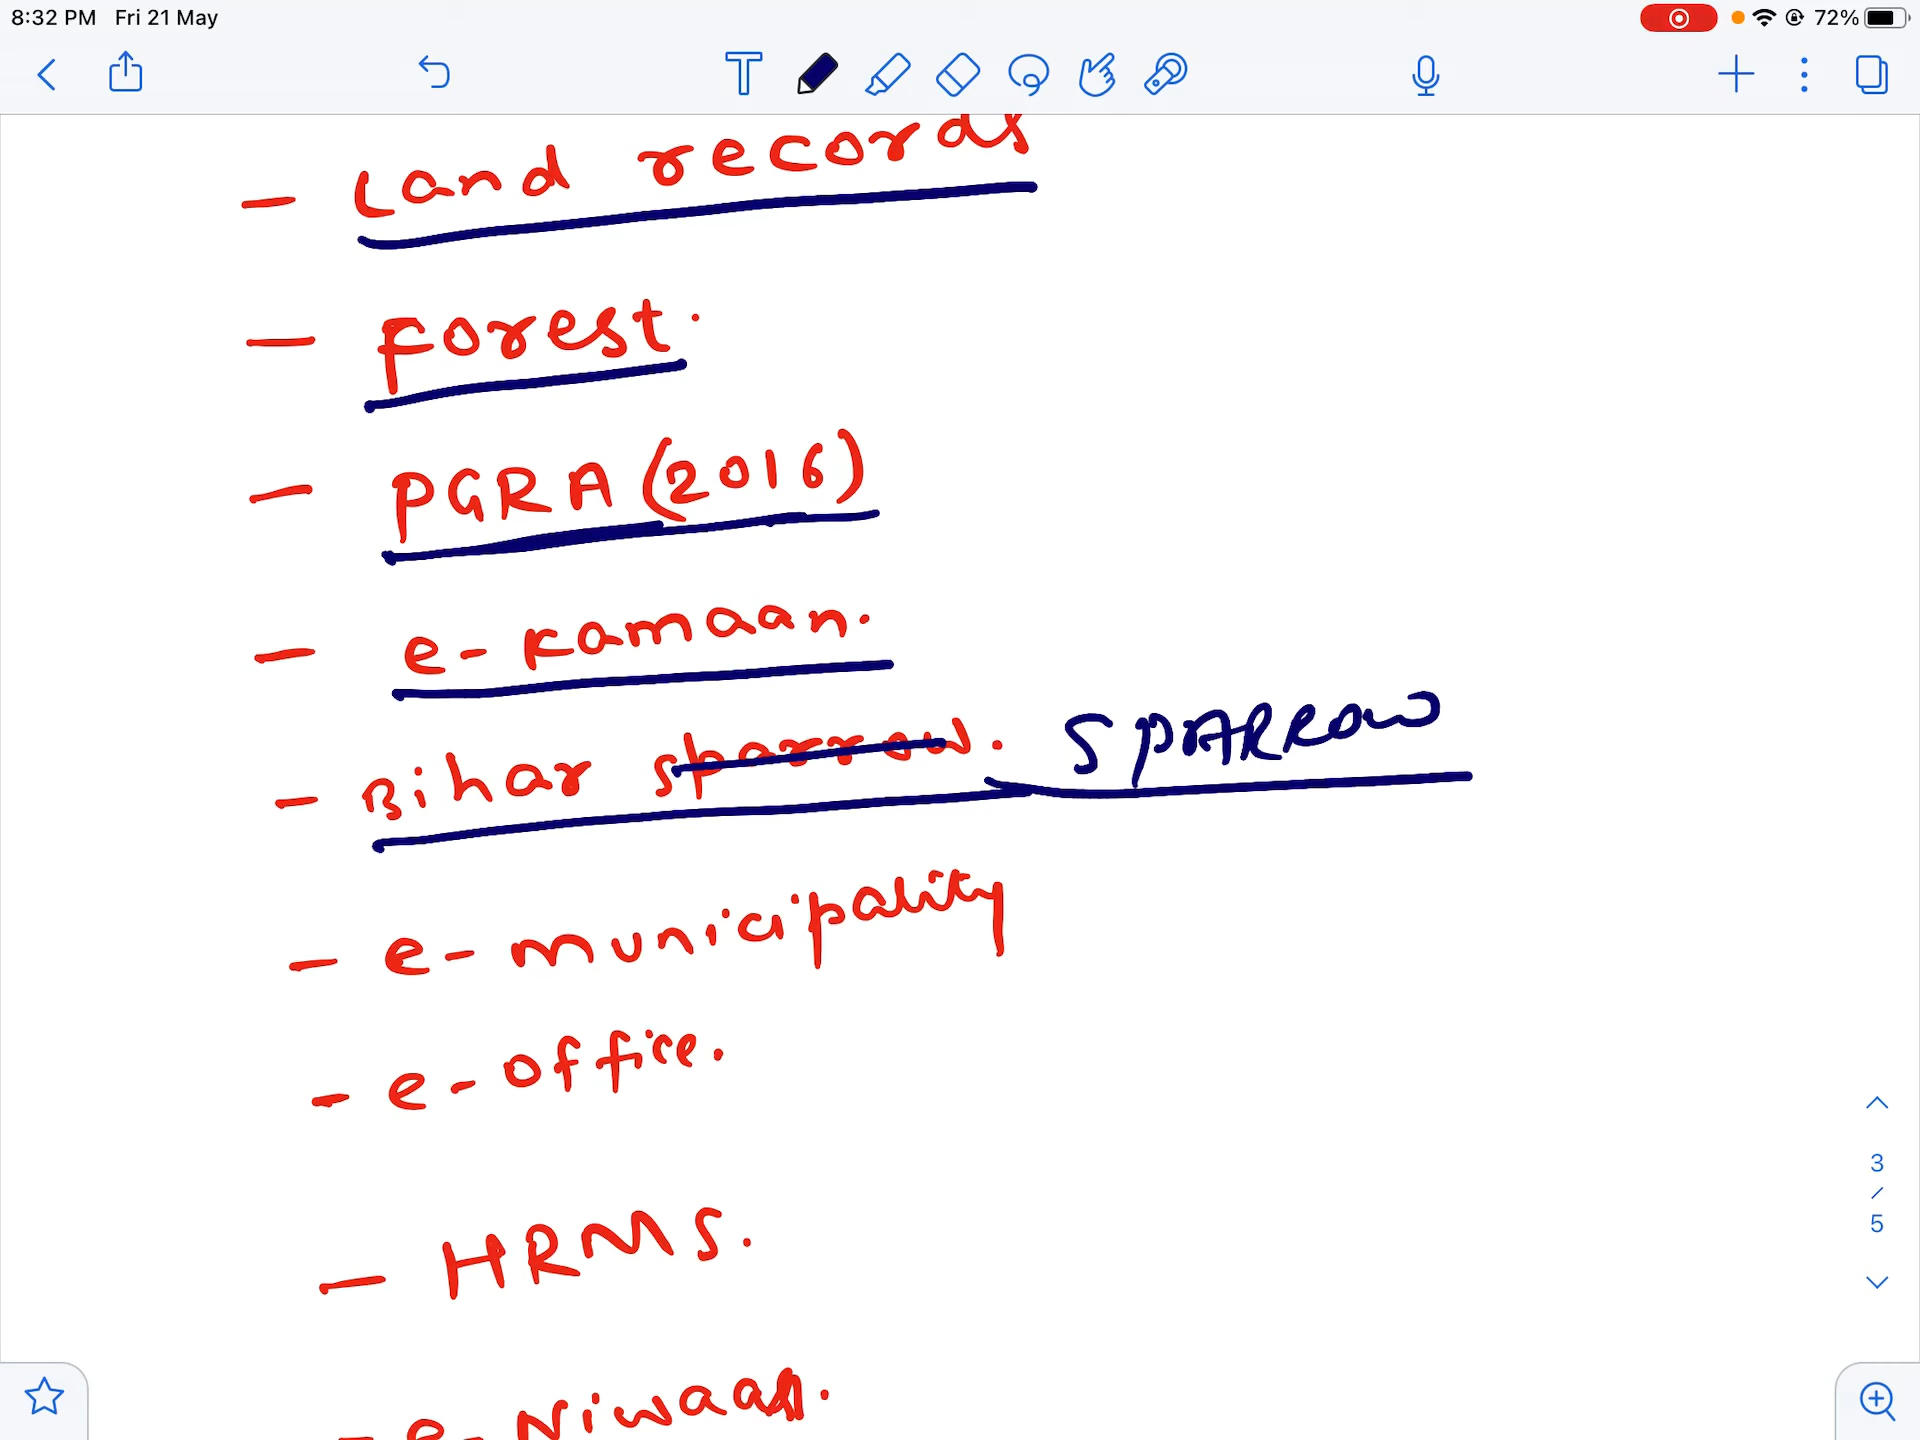 8:32 PM Fri 21 May 72%
- Land records
- Forest.
- PGRA (2016)
- e-Kamaan.
- Bihar sparrow. SPARROW
- e-municipality
- e-office.
3
/
5
- HRMS.
- e-Niwaas.